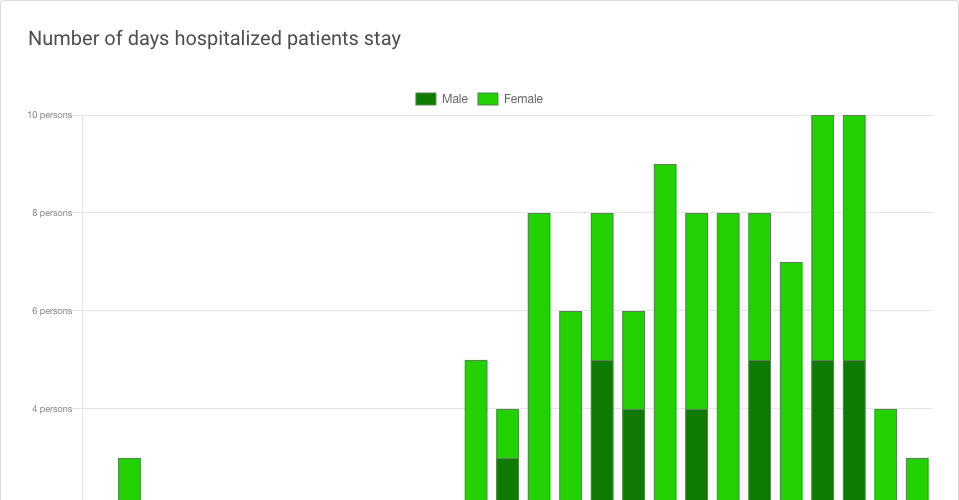 Number of days hospitalized patients stay
Male Female
10 persons
8 persons
6 persons
4 persons